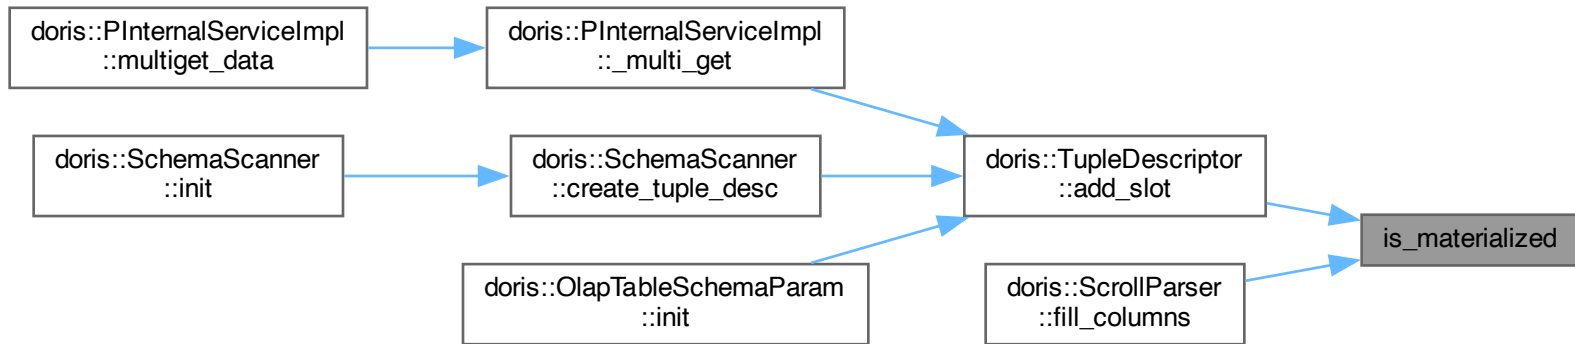 doris::PInternalServiceImpl
::multiget_data
doris::PInternalServiceImpl
::_multi_get
doris::SchemaScanner
::init
doris::SchemaScanner
::create_tuple_desc
doris::TupleDescriptor
::add_slot
is_materialized
doris::OlapTableSchemaParam
::init
doris::ScrollParser
::fill_columns